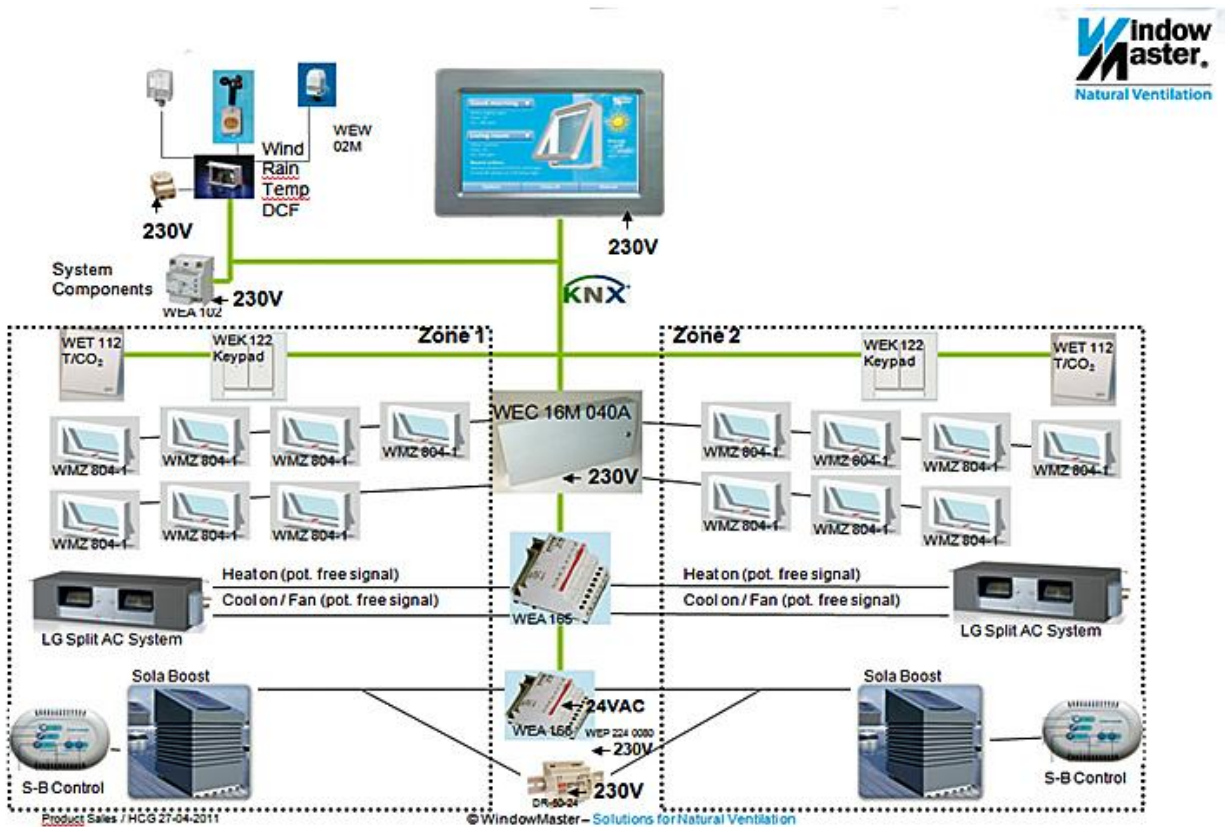 Window
Master®
Natural Ventilation
WEW
02M
Wind
Rain
Temp
DCF
230V
230V
System
Components
230V
WEA 102
KNX
Zone 1
Zone 2
WET 112
T/CO₂
WEK 122
Keypad
WEK 122
Keypad
WET 112
T/CO₂
WEC 16M 040A
230V
WMZ 804-1
WMZ 804-1
WMZ 804-1
WMZ 804-1
WMZ 804-1
WMZ 804-1
WMZ 804-1
WMZ 804-1
WMZ 804-1
WMZ 804-1
WMZ 804-1
WMZ 804-1
WMZ 804-1
WMZ 804-1
Heat on (pot. free signal)
Cool on / Fan (pot. free signal)
Heat on (pot. free signal)
Cool on / Fan (pot. free signal)
LG Split AC System
WEA 165
LG Split AC System
Sola Boost
Sola Boost
24VAC
WEA 166
WEP 224 0080
230V
S-B Control
230V
DR-60-24
S-B Control
Product Sales / HCG 27-04-2011
© WindowMaster – Solutions for Natural Ventilation